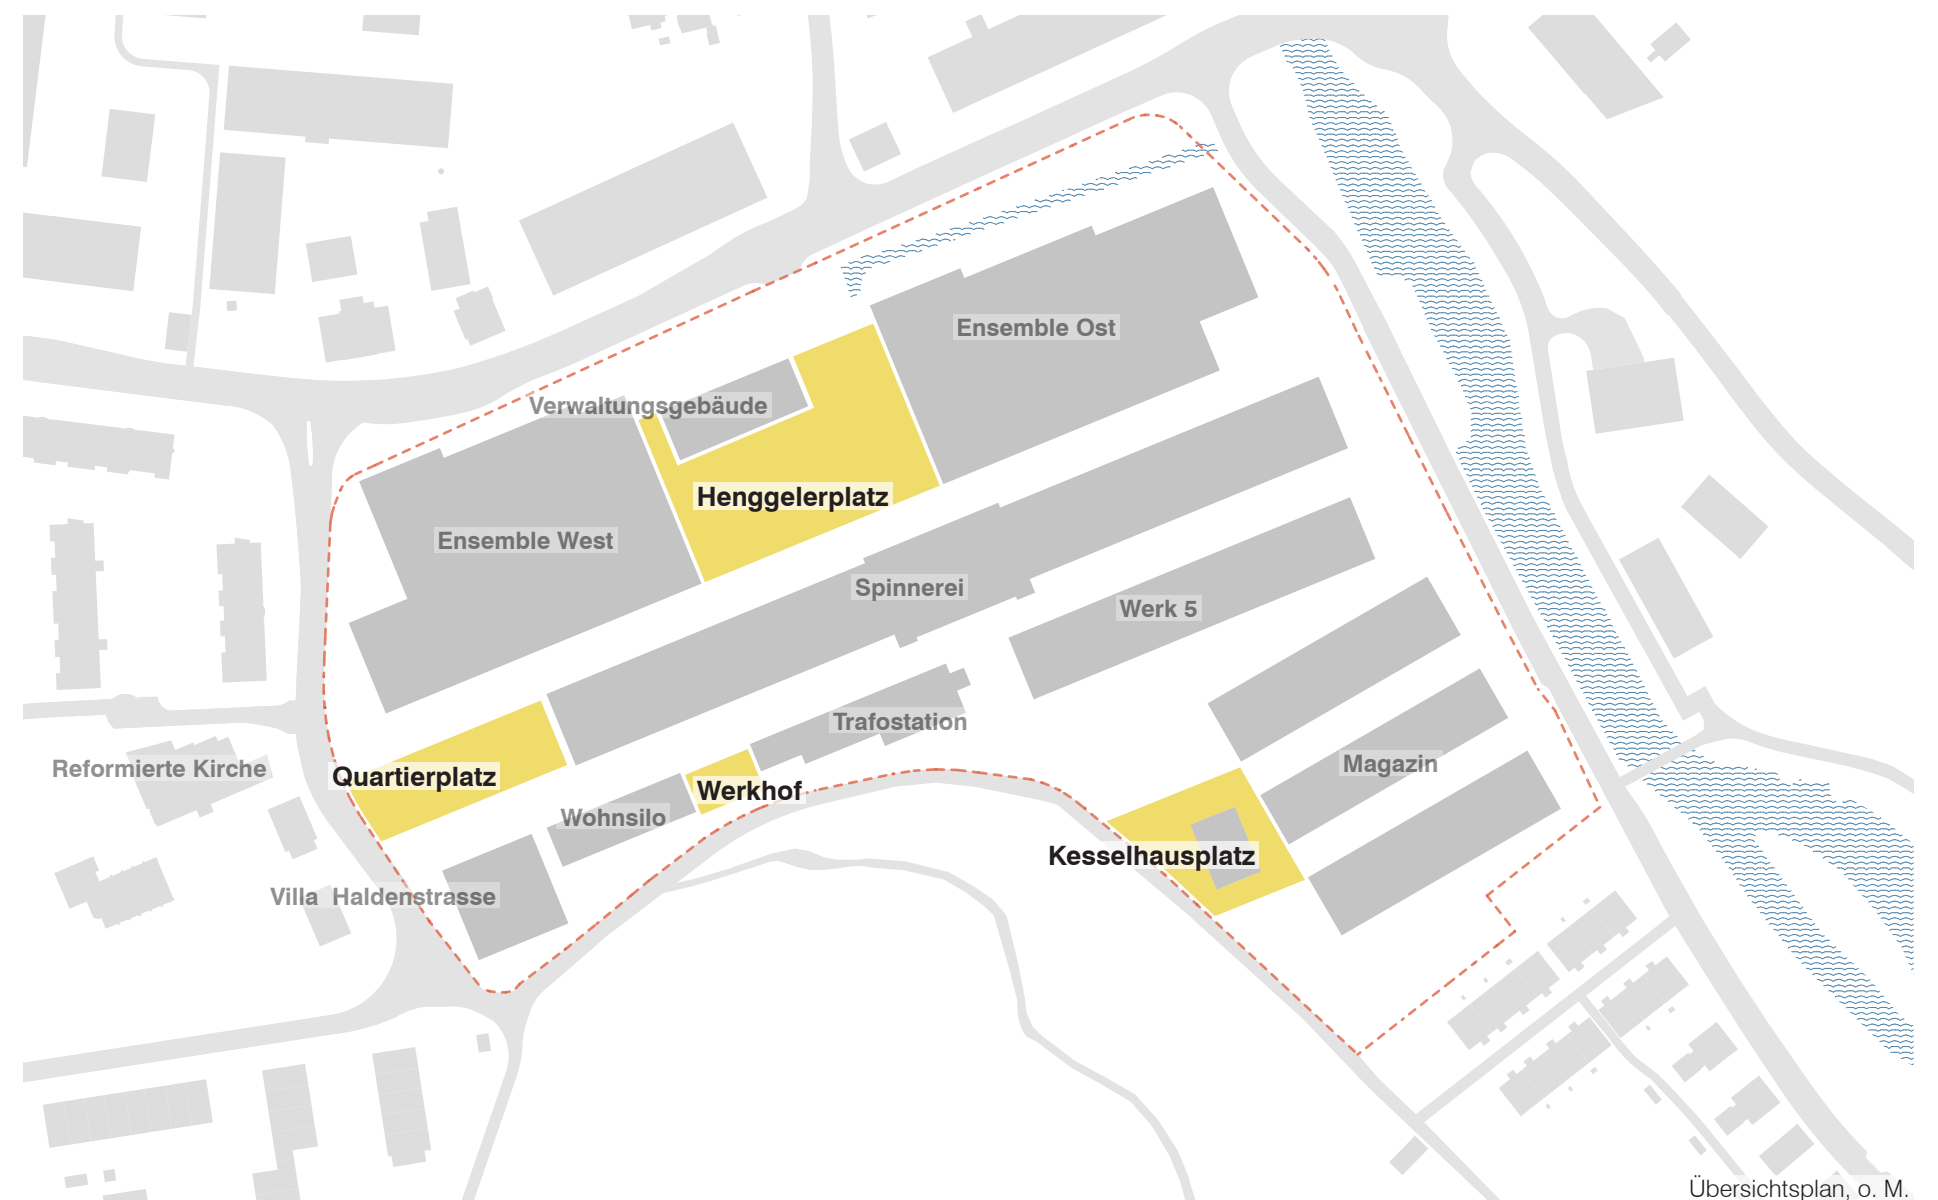 Ensemble Ost
Verwaltungsgebäude
Henggelerplatz
Ensemble West
Spinnerei
Werk 5
Trafostation
Magazin
Reformierte Kirche
Quartierplatz
Werkhof
Wohnsilo
Kesselhausplatz
Villa Haldenstrasse
Übersichtsplan, o. M.